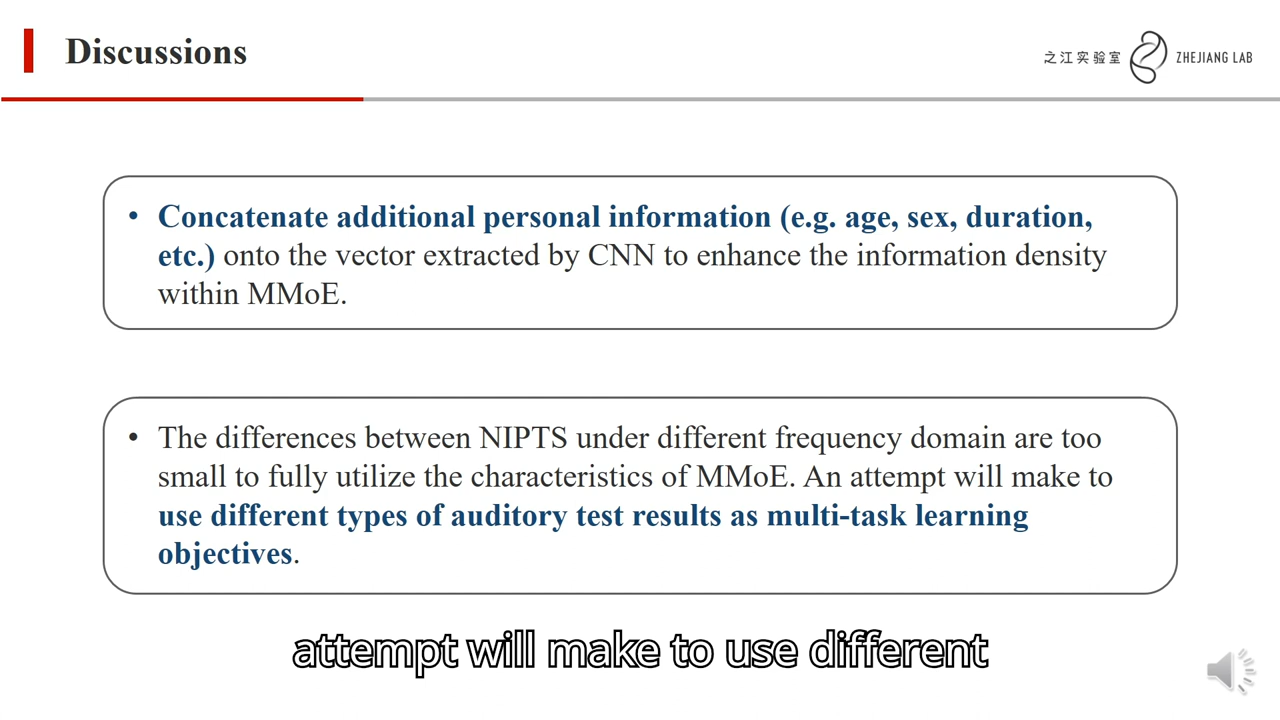 Discussions
之江实验室 ZHEJIANG LAB
• Concatenate additional personal information (e.g. age, sex, duration,
etc.) onto the vector extracted by CNN to enhance the information density
within MMoE.
• The differences between NIPTS under different frequency domain are too
small to fully utilize the characteristics of MMoE. An attempt will make to
use different types of auditory test results as multi-task learning
objectives.
attempt will make to use different